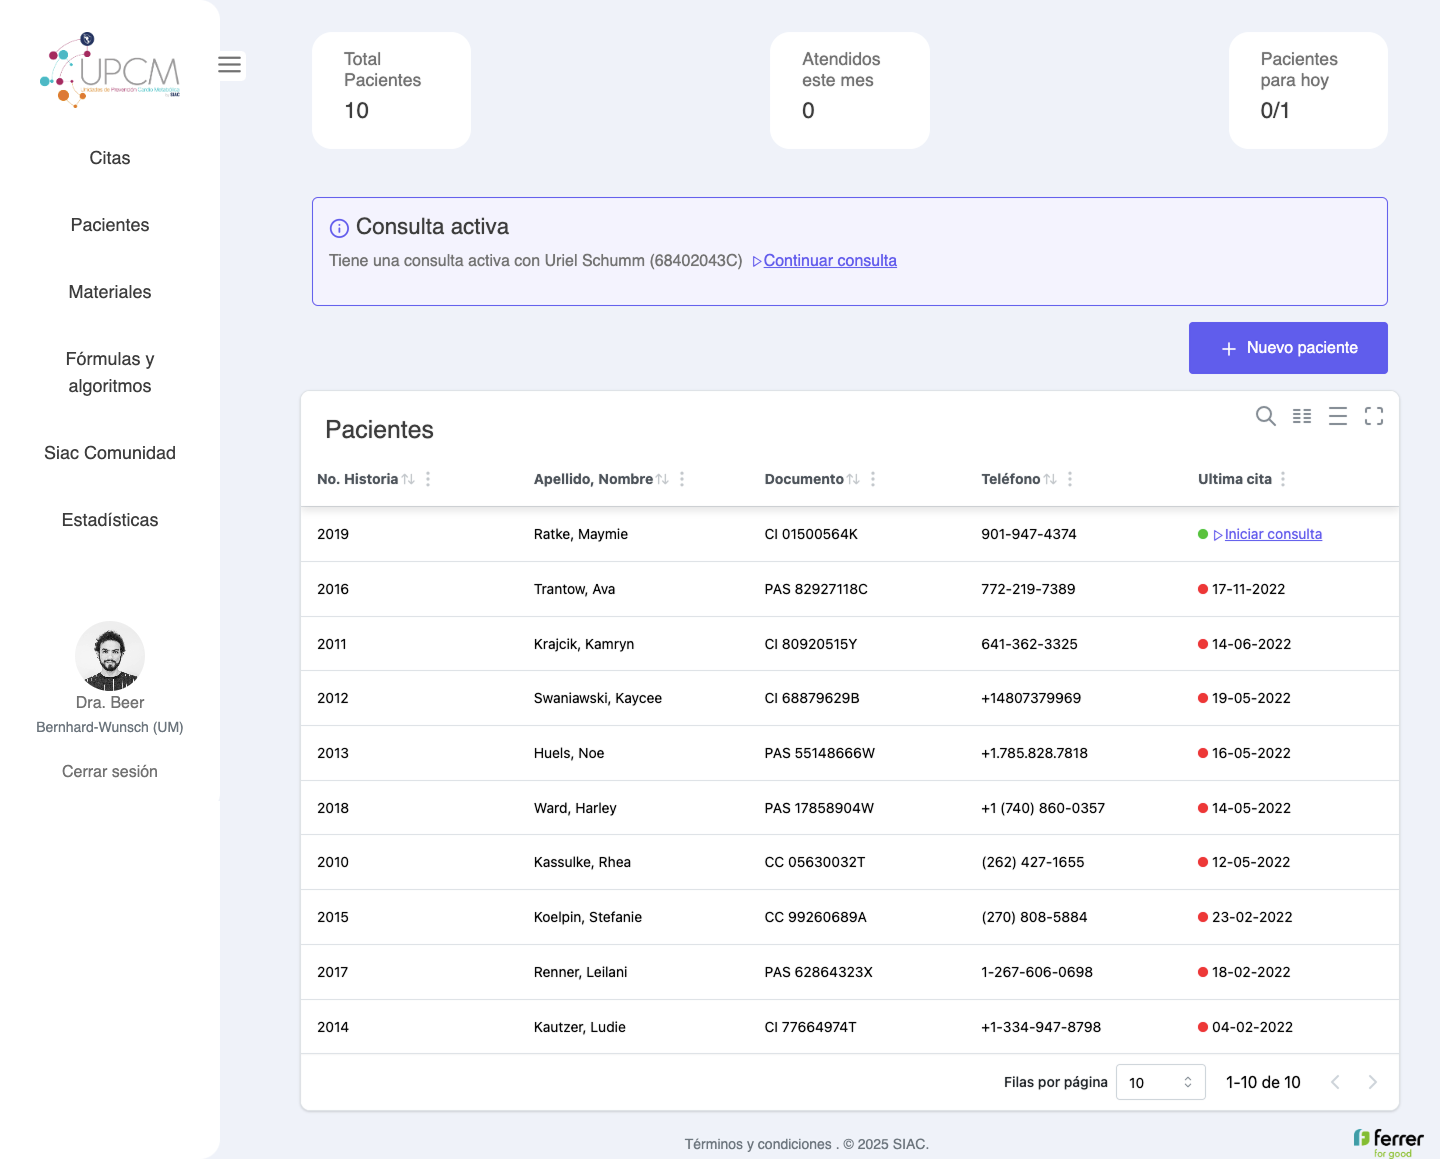 UPCM
Unidades de Prevención Cardio Metabólica
SIAC
Citas
Pacientes
Materiales
Fórmulas y
algoritmos
Siac Comunidad
Estadísticas
Dra. Beer
Bernhard-Wunsch (UM)
Cerrar sesión
Total
Pacientes
10
Atendidos
este mes
0
Pacientes
para hoy
0/1
Consulta activa
Tiene una consulta activa con Uriel Schumm (68402043C) Continuar consulta
+ Nuevo paciente
Pacientes
No. Historia Apellido, Nombre Documento Teléfono Ultima cita
2019 Ratke, Maymie CI 01500564K 901-947-4374 Iniciar consulta
2016 Trantow, Ava PAS 82927118C 772-219-7389 17-11-2022
2011 Krajcik, Kamryn CI 80920515Y 641-362-3325 14-06-2022
2012 Swaniawski, Kaycee CI 68879629B +14807379969 19-05-2022
2013 Huels, Noe PAS 55148666W +1.785.828.7818 16-05-2022
2018 Ward, Harley PAS 17858904W +1 (740) 860-0357 14-05-2022
2010 Kassulke, Rhea CC 05630032T (262) 427-1655 12-05-2022
2015 Koelpin, Stefanie CC 99260689A (270) 808-5884 23-02-2022
2017 Renner, Leilani PAS 62864323X 1-267-606-0698 18-02-2022
2014 Kautzer, Ludie CI 77664974T +1-334-947-8798 04-02-2022
Filas por página 10 1-10 de 10
Términos y condiciones . © 2025 SIAC.
ferrer
for good